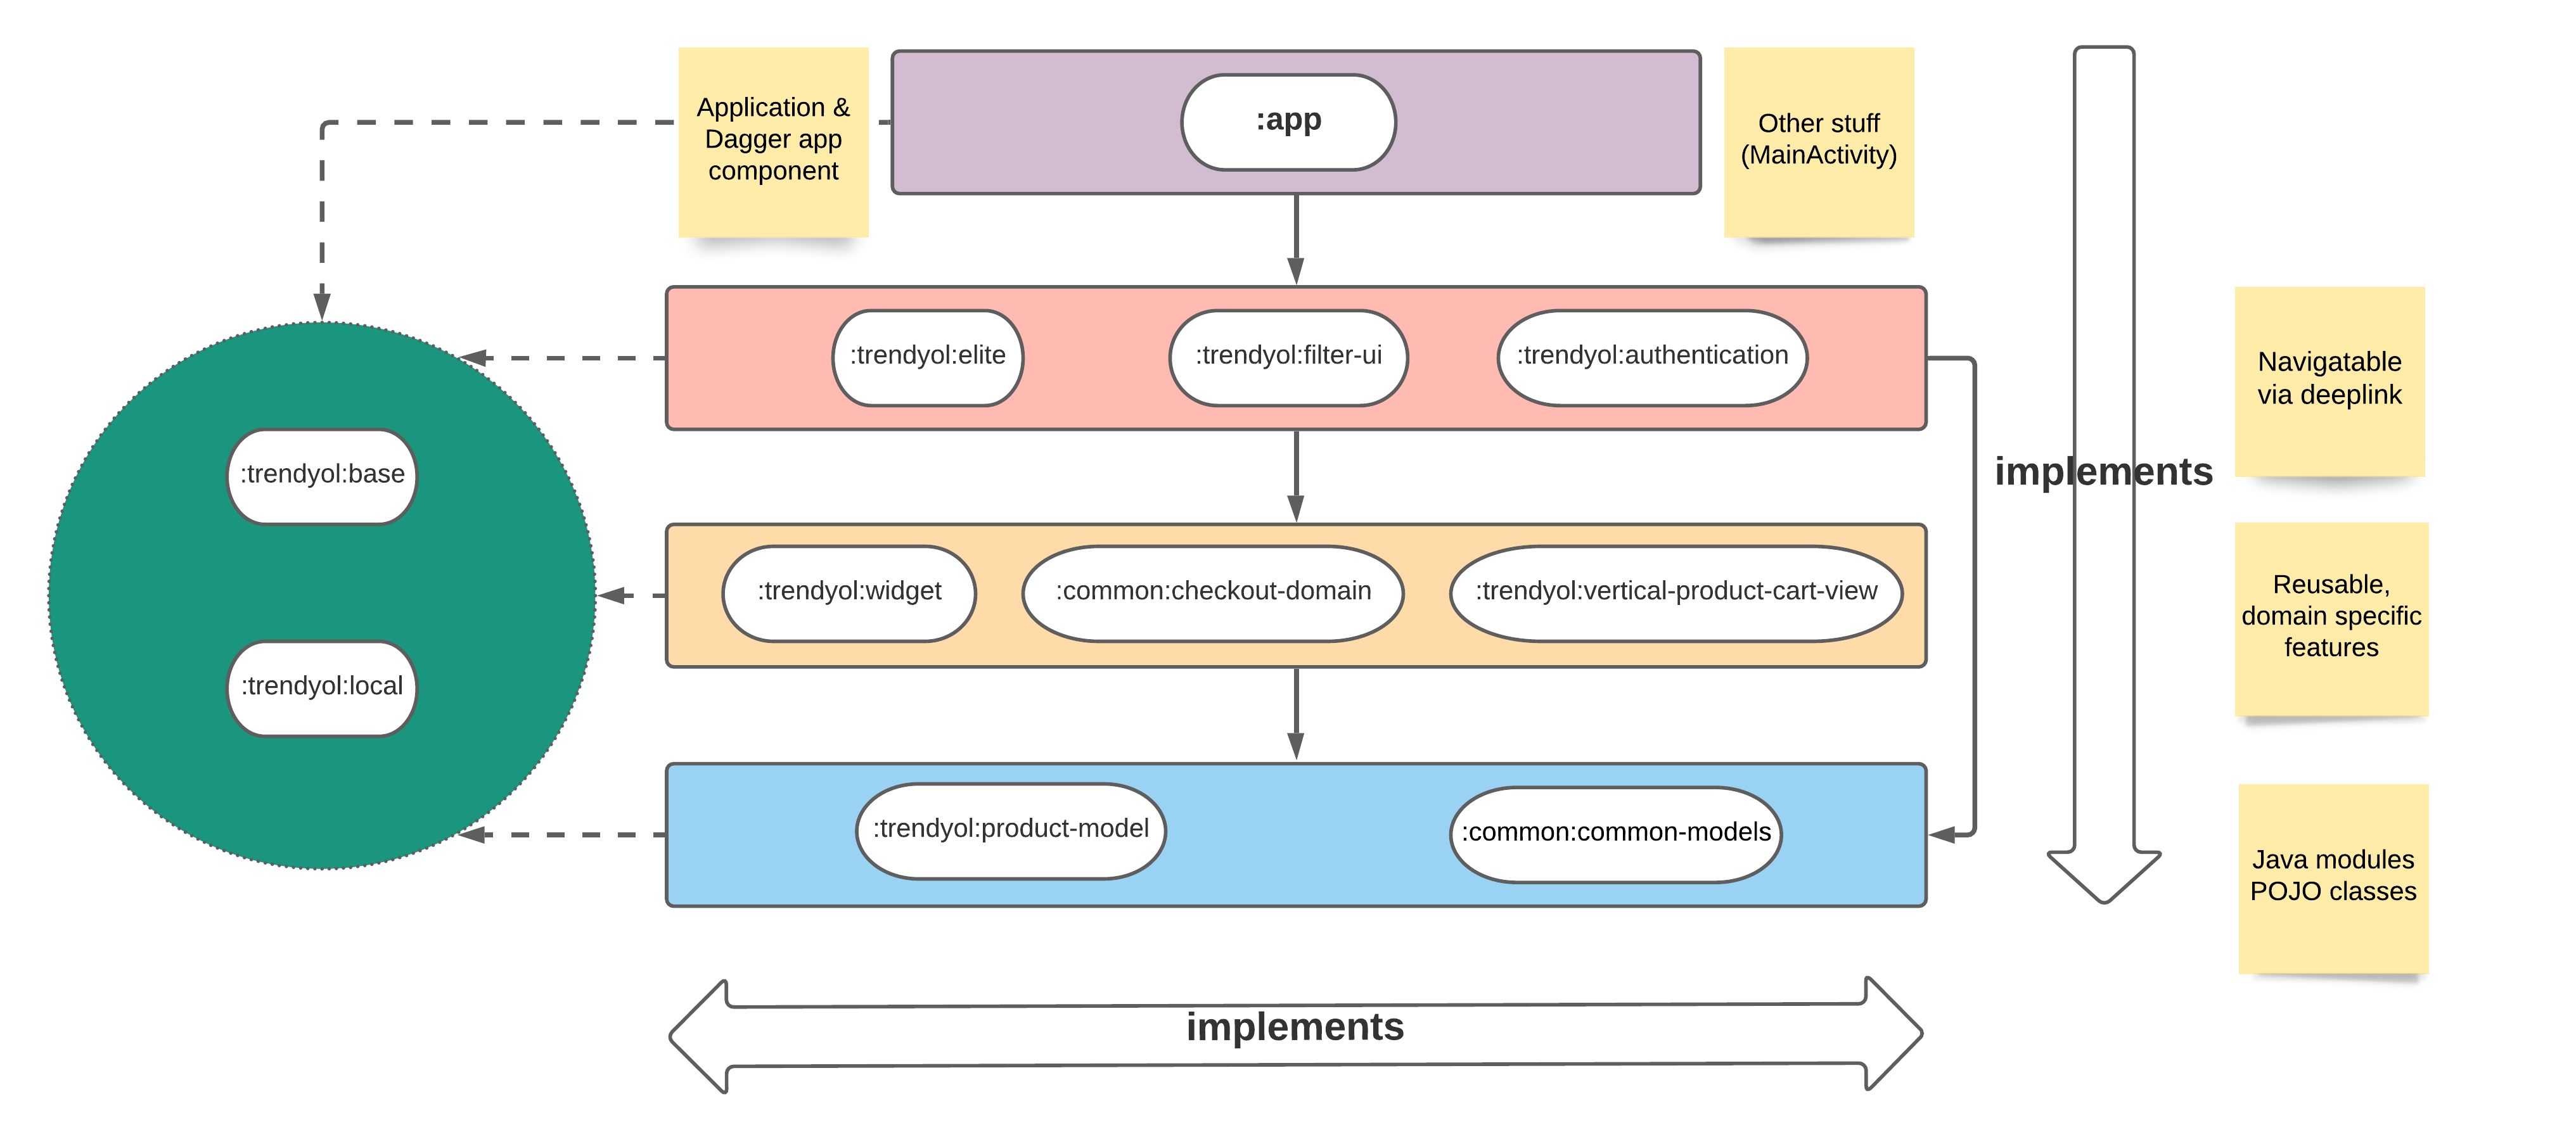 Application &
Dagger app
component
:app
Other stuff
(MainActivity)
:trendyol:elite
:trendyol:filter-ui
:trendyol:authentication
Navigatable
via deeplink
implements
:trendyol:base
:trendyol:widget
:common:checkout-domain
:trendyol:vertical-product-cart-view
Reusable,
domain specific
features
:trendyol:local
:trendyol:product-model
:common:common-models
Java modules
POJO classes
implements